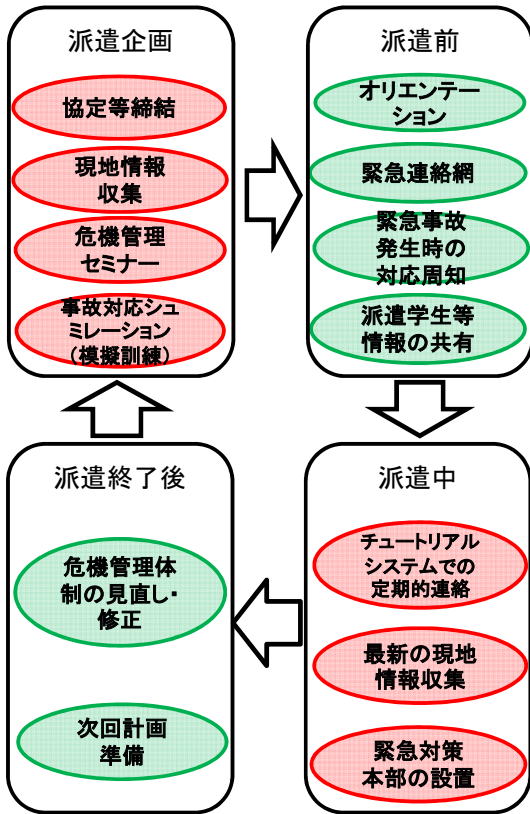 派遣企画
協定等締結
現地情報
収集
危機管理
セミナー
事故対応シュ
ミレーション
（模擬訓練）
派遣前
オリエンテー
ション
緊急連絡網
緊急事故
発生時の
対応周知
派遣学生等
情報の共有
派遣中
チュートリアル
システムでの
定期的連絡
最新の現地
情報収集
緊急対策
本部の設置
派遣終了後
危機管理体
制の見直し・
修正
次回計画
準備